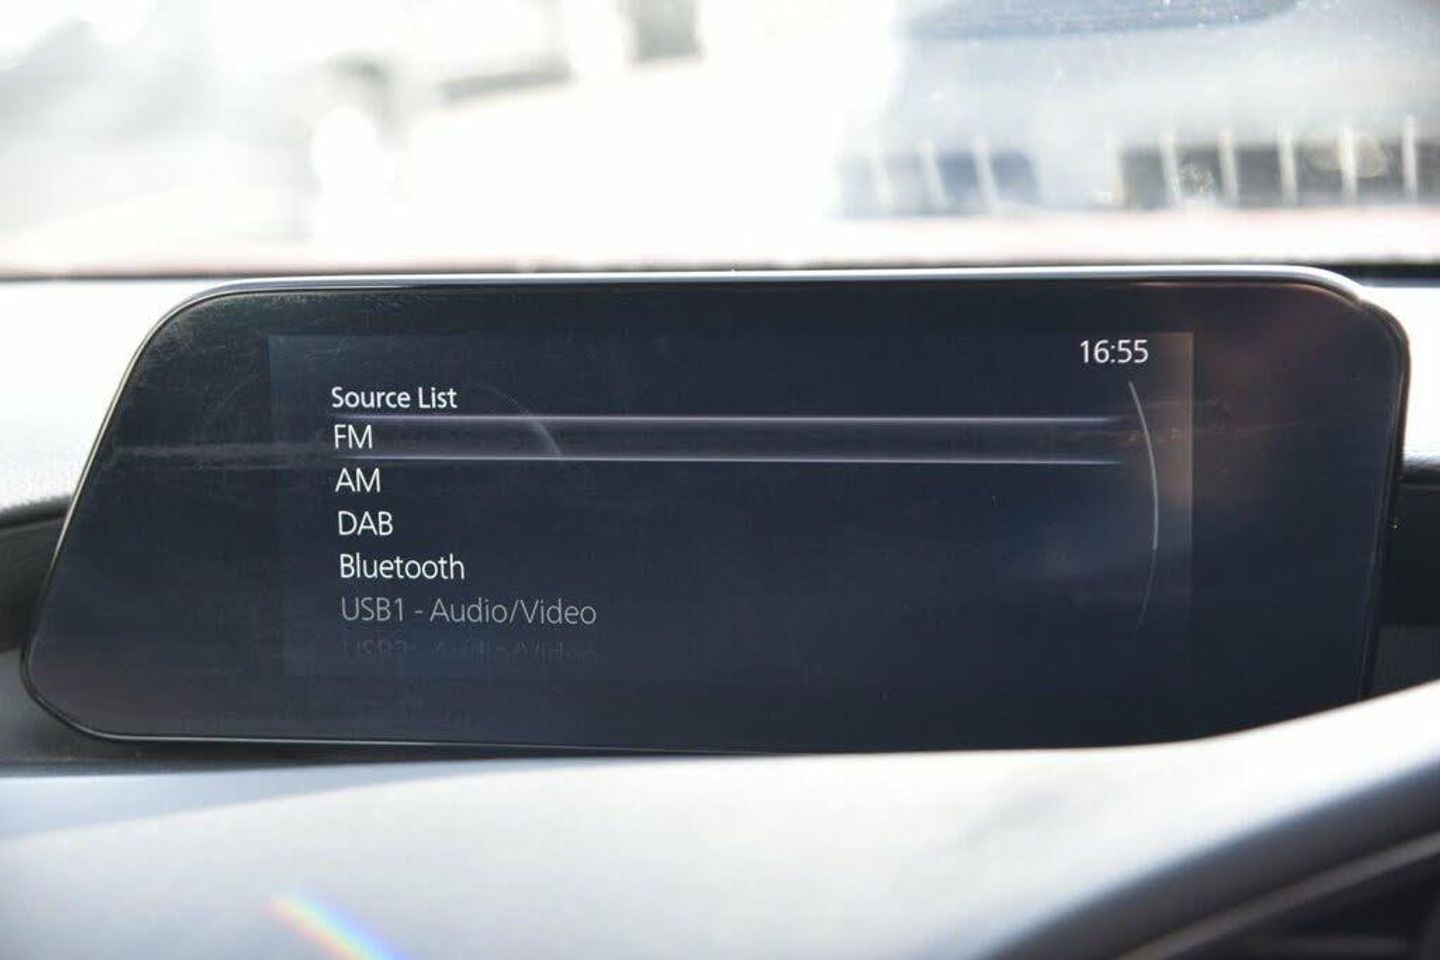 16:55
Source List
FM
AM
DAB
Bluetooth
USB1 - Audio/Video